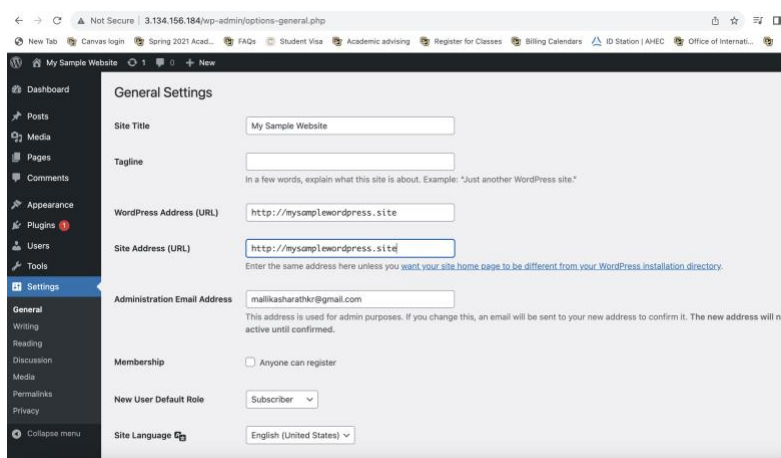 Not Secure | 3.134.156.184/wp-admin/options-general.php
New Tab Canvas login Spring 2021 Acad... FAQs Student Visa Academic advising Register for Classes Billing Calendars ID Station | AHEC Office of Internati...
My Sample Website 1 0 + New
Dashboard
Posts
Media
Pages
Comments
Appearance
Plugins 1
Users
Tools
Settings
General
Writing
Reading
Discussion
Media
Permalinks
Privacy
Collapse menu
General Settings
Site Title My Sample Website
Tagline
In a few words, explain what this site is about. Example: "Just another WordPress site."
WordPress Address (URL) http://mysamplewordpress.site
Site Address (URL) http://mysamplewordpress.site
Enter the same address here unless you want your site home page to be different from your WordPress installation directory.
Administration Email Address mallikasharathkr@gmail.com
This address is used for admin purposes. If you change this, an email will be sent to your new address to confirm it. The new address will n
active until confirmed.
Membership Anyone can register
New User Default Role Subscriber
Site Language English (United States)